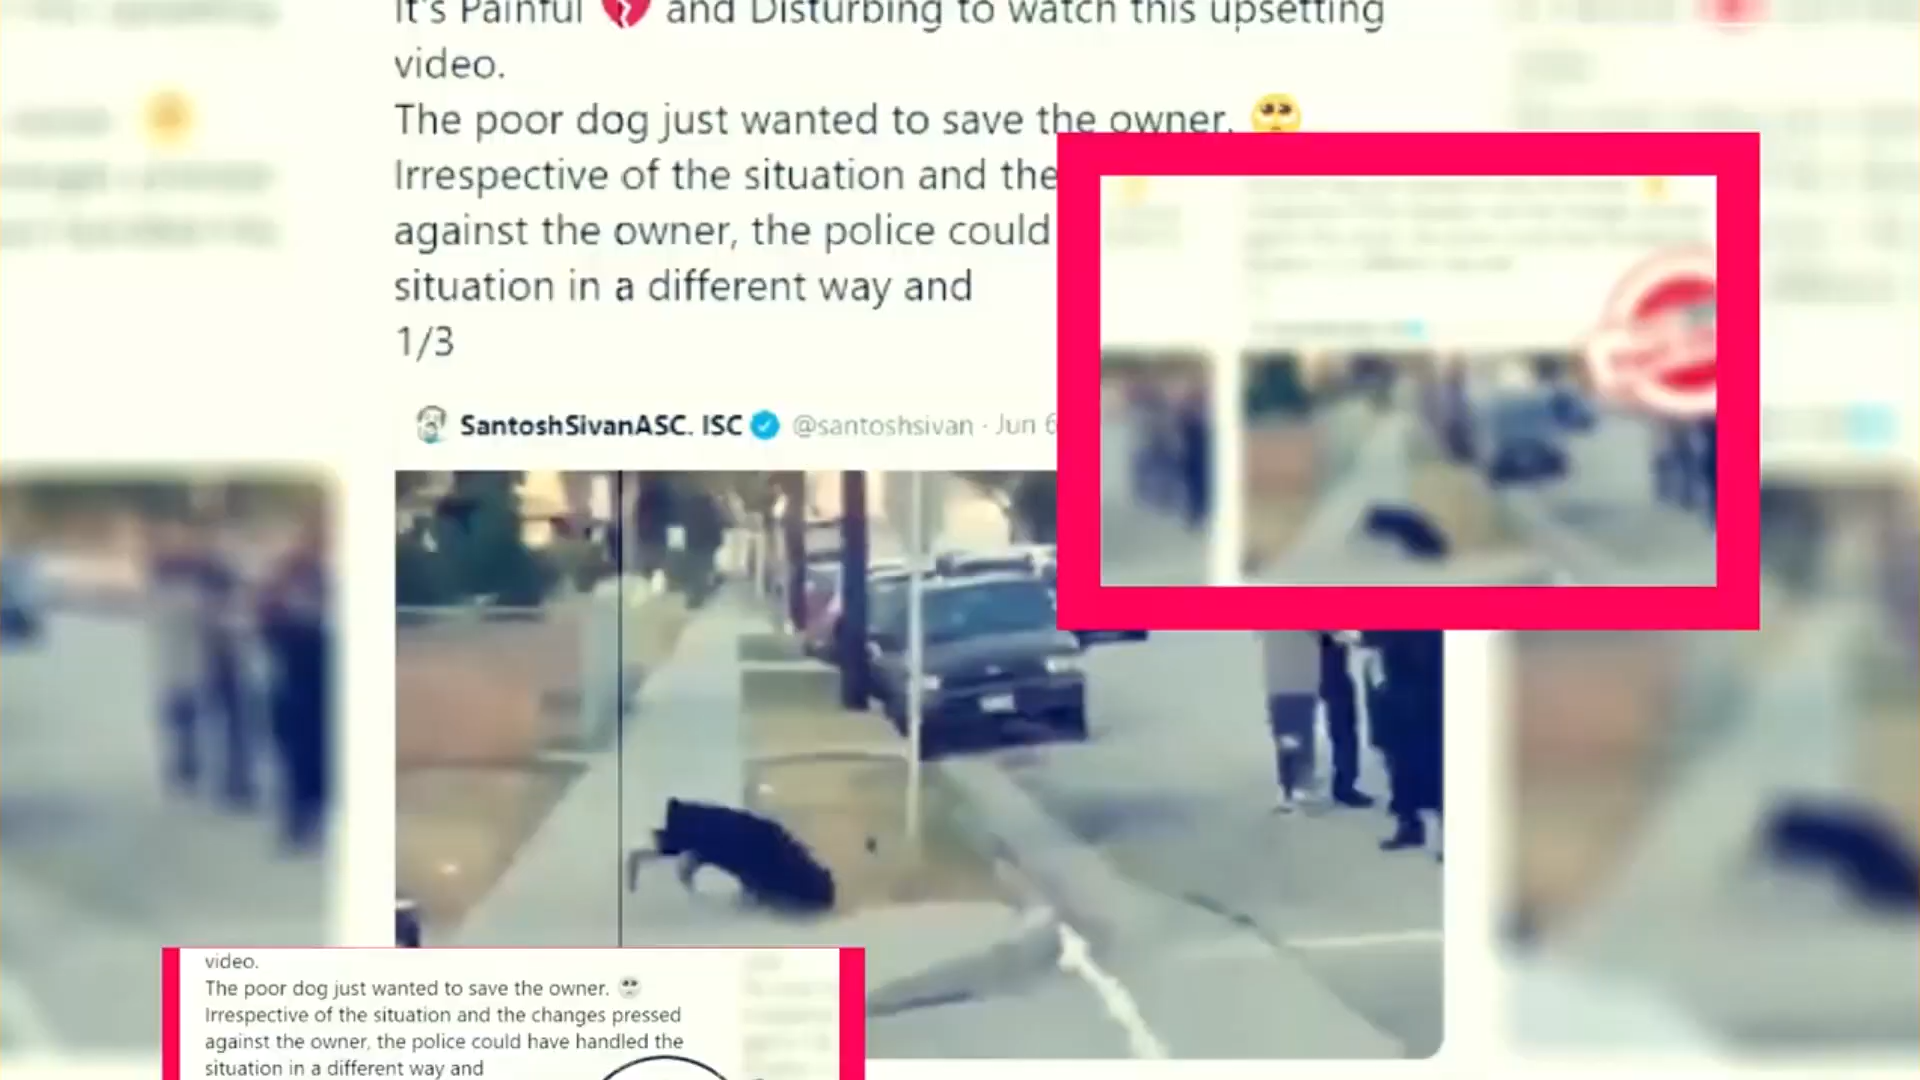 It's Painful 💔 and Disturbing to watch this upsetting
video.
The poor dog just wanted to save the owner. 🥺
Irrespective of the situation and the
against the owner, the police could
situation in a different way and
1/3
SantoshSivanASC. ISC @santoshsivan · Jun 6
video.
The poor dog just wanted to save the owner. 🥺
Irrespective of the situation and the changes pressed
against the owner, the police could have handled the
situation in a different way and